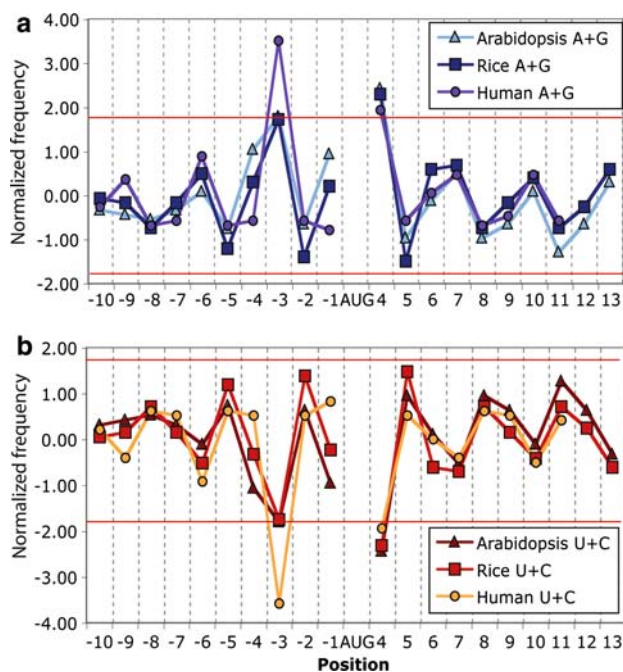 a
4.00
3.00
2.00
1.00
0.00
-1.00
-2.00
Normalized frequency
Arabidopsis A+G
Rice A+G
Human A+G
-10 -9 -8 -7 -6 -5 -4 -3 -2 -1AUG 4 5 6 7 8 9 10 11 12 13
b
2.00
1.00
0.00
-1.00
-2.00
-3.00
-4.00
Normalized frequency
Arabidopsis U+C
Rice U+C
Human U+C
-10 -9 -8 -7 -6 -5 -4 -3 -2 -1AUG4 5 6 7 8 9 10 11 12 13
Position